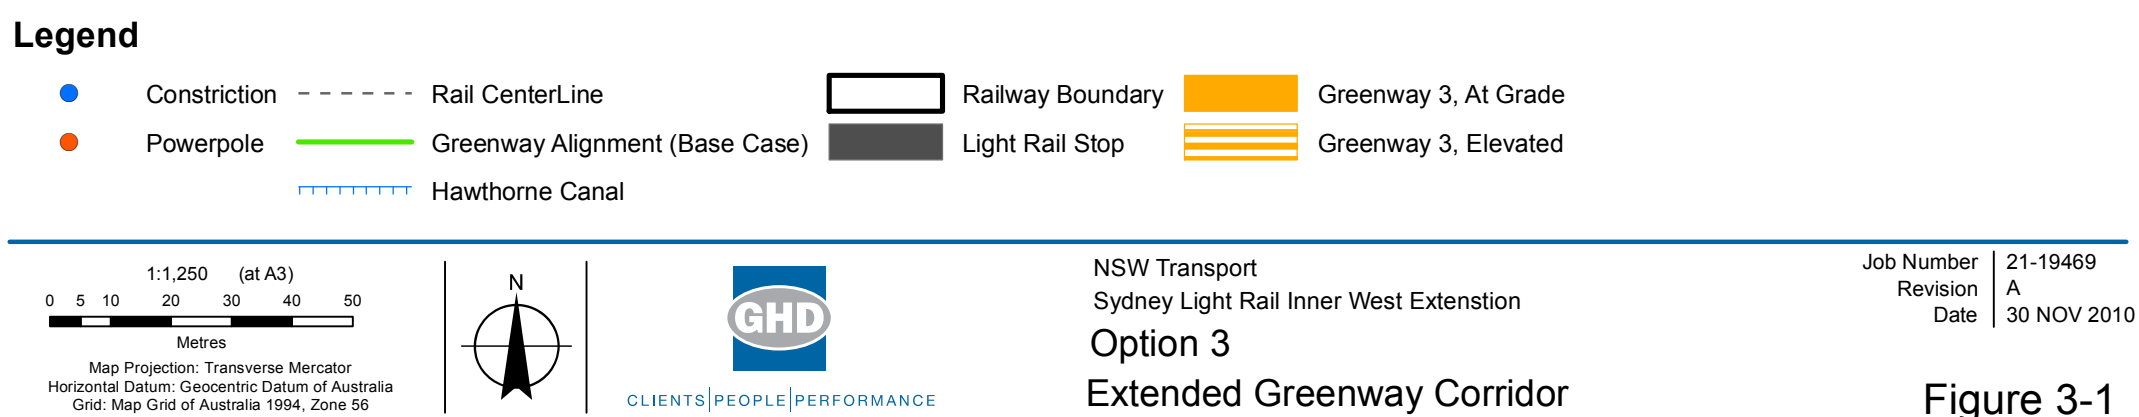 Legend
Constriction
Rail CenterLine
Railway Boundary
Greenway 3, At Grade
Powerpole
Greenway Alignment (Base Case)
Light Rail Stop
Greenway 3, Elevated
Hawthorne Canal
1:1,250 (at A3)
0 5 10 20 30 40 50
Metres
Map Projection: Transverse Mercator
Horizontal Datum: Geocentric Datum of Australia
Grid: Map Grid of Australia 1994, Zone 56
N
GHD
CLIENTS|PEOPLE|PERFORMANCE
NSW Transport
Sydney Light Rail Inner West Extenstion
Option 3
Extended Greenway Corridor
Job Number 21-19469
Revision A
Date 30 NOV 2010
Figure 3-1